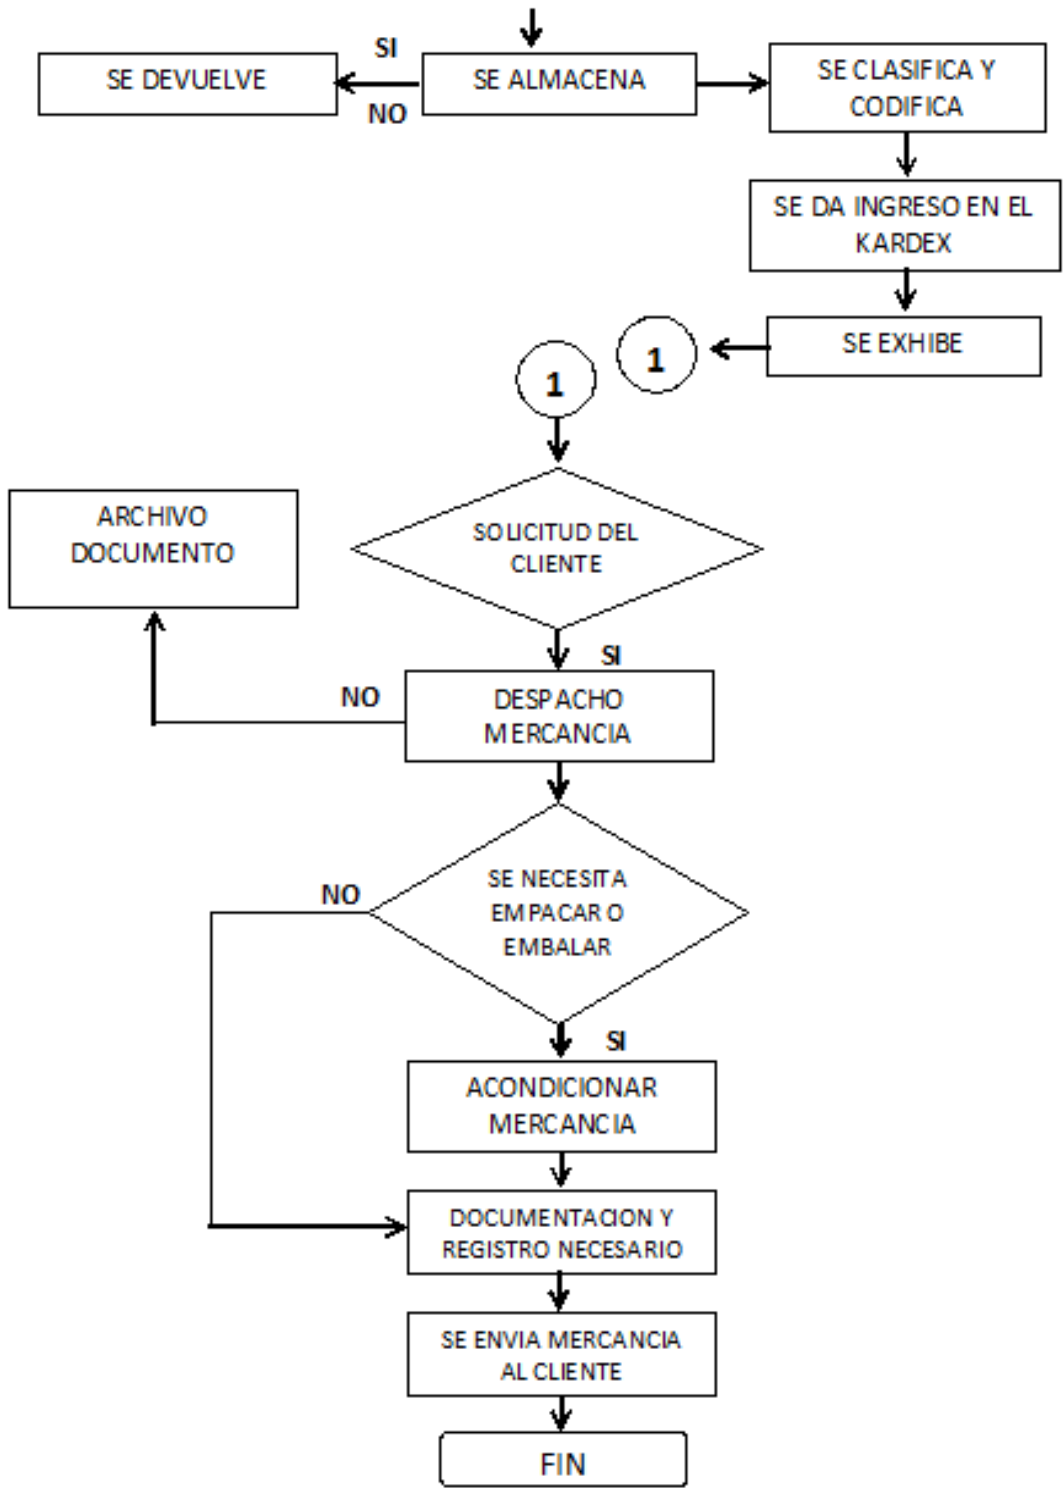 SI
SE DEVUELVE
NO
SE ALMACENA
SE CLASIFICA Y
CODIFICA
SE DA INGRESO EN EL
KARDEX
SE EXHIBE
1
1
SOLICITUD DEL
CLIENTE
ARCHIVO
DOCUMENTO
SI
NO
DESPACHO
MERCANCIA
SE NECESITA
EMPACAR O
EMBALAR
NO
SI
ACONDICIONAR
MERCANCIA
DOCUMENTACION Y
REGISTRO NECESARIO
SE ENVIA MERCANCIA
AL CLIENTE
FIN